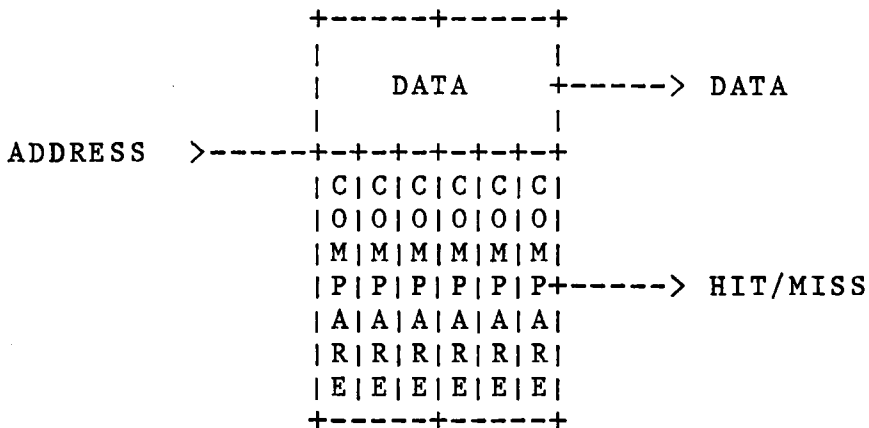 +-----+-----+
| |
| DATA +-----> DATA
| |
ADDRESS >------+-+-+-+-+-+-+
|C|C|C|C|C|C|
|O|O|O|O|O|O|
|M|M|M|M|M|M|
|P|P|P|P|P|P+-----> HIT/MISS
|A|A|A|A|A|A|
|R|R|R|R|R|R|
|E|E|E|E|E|E|
+-----+-----+